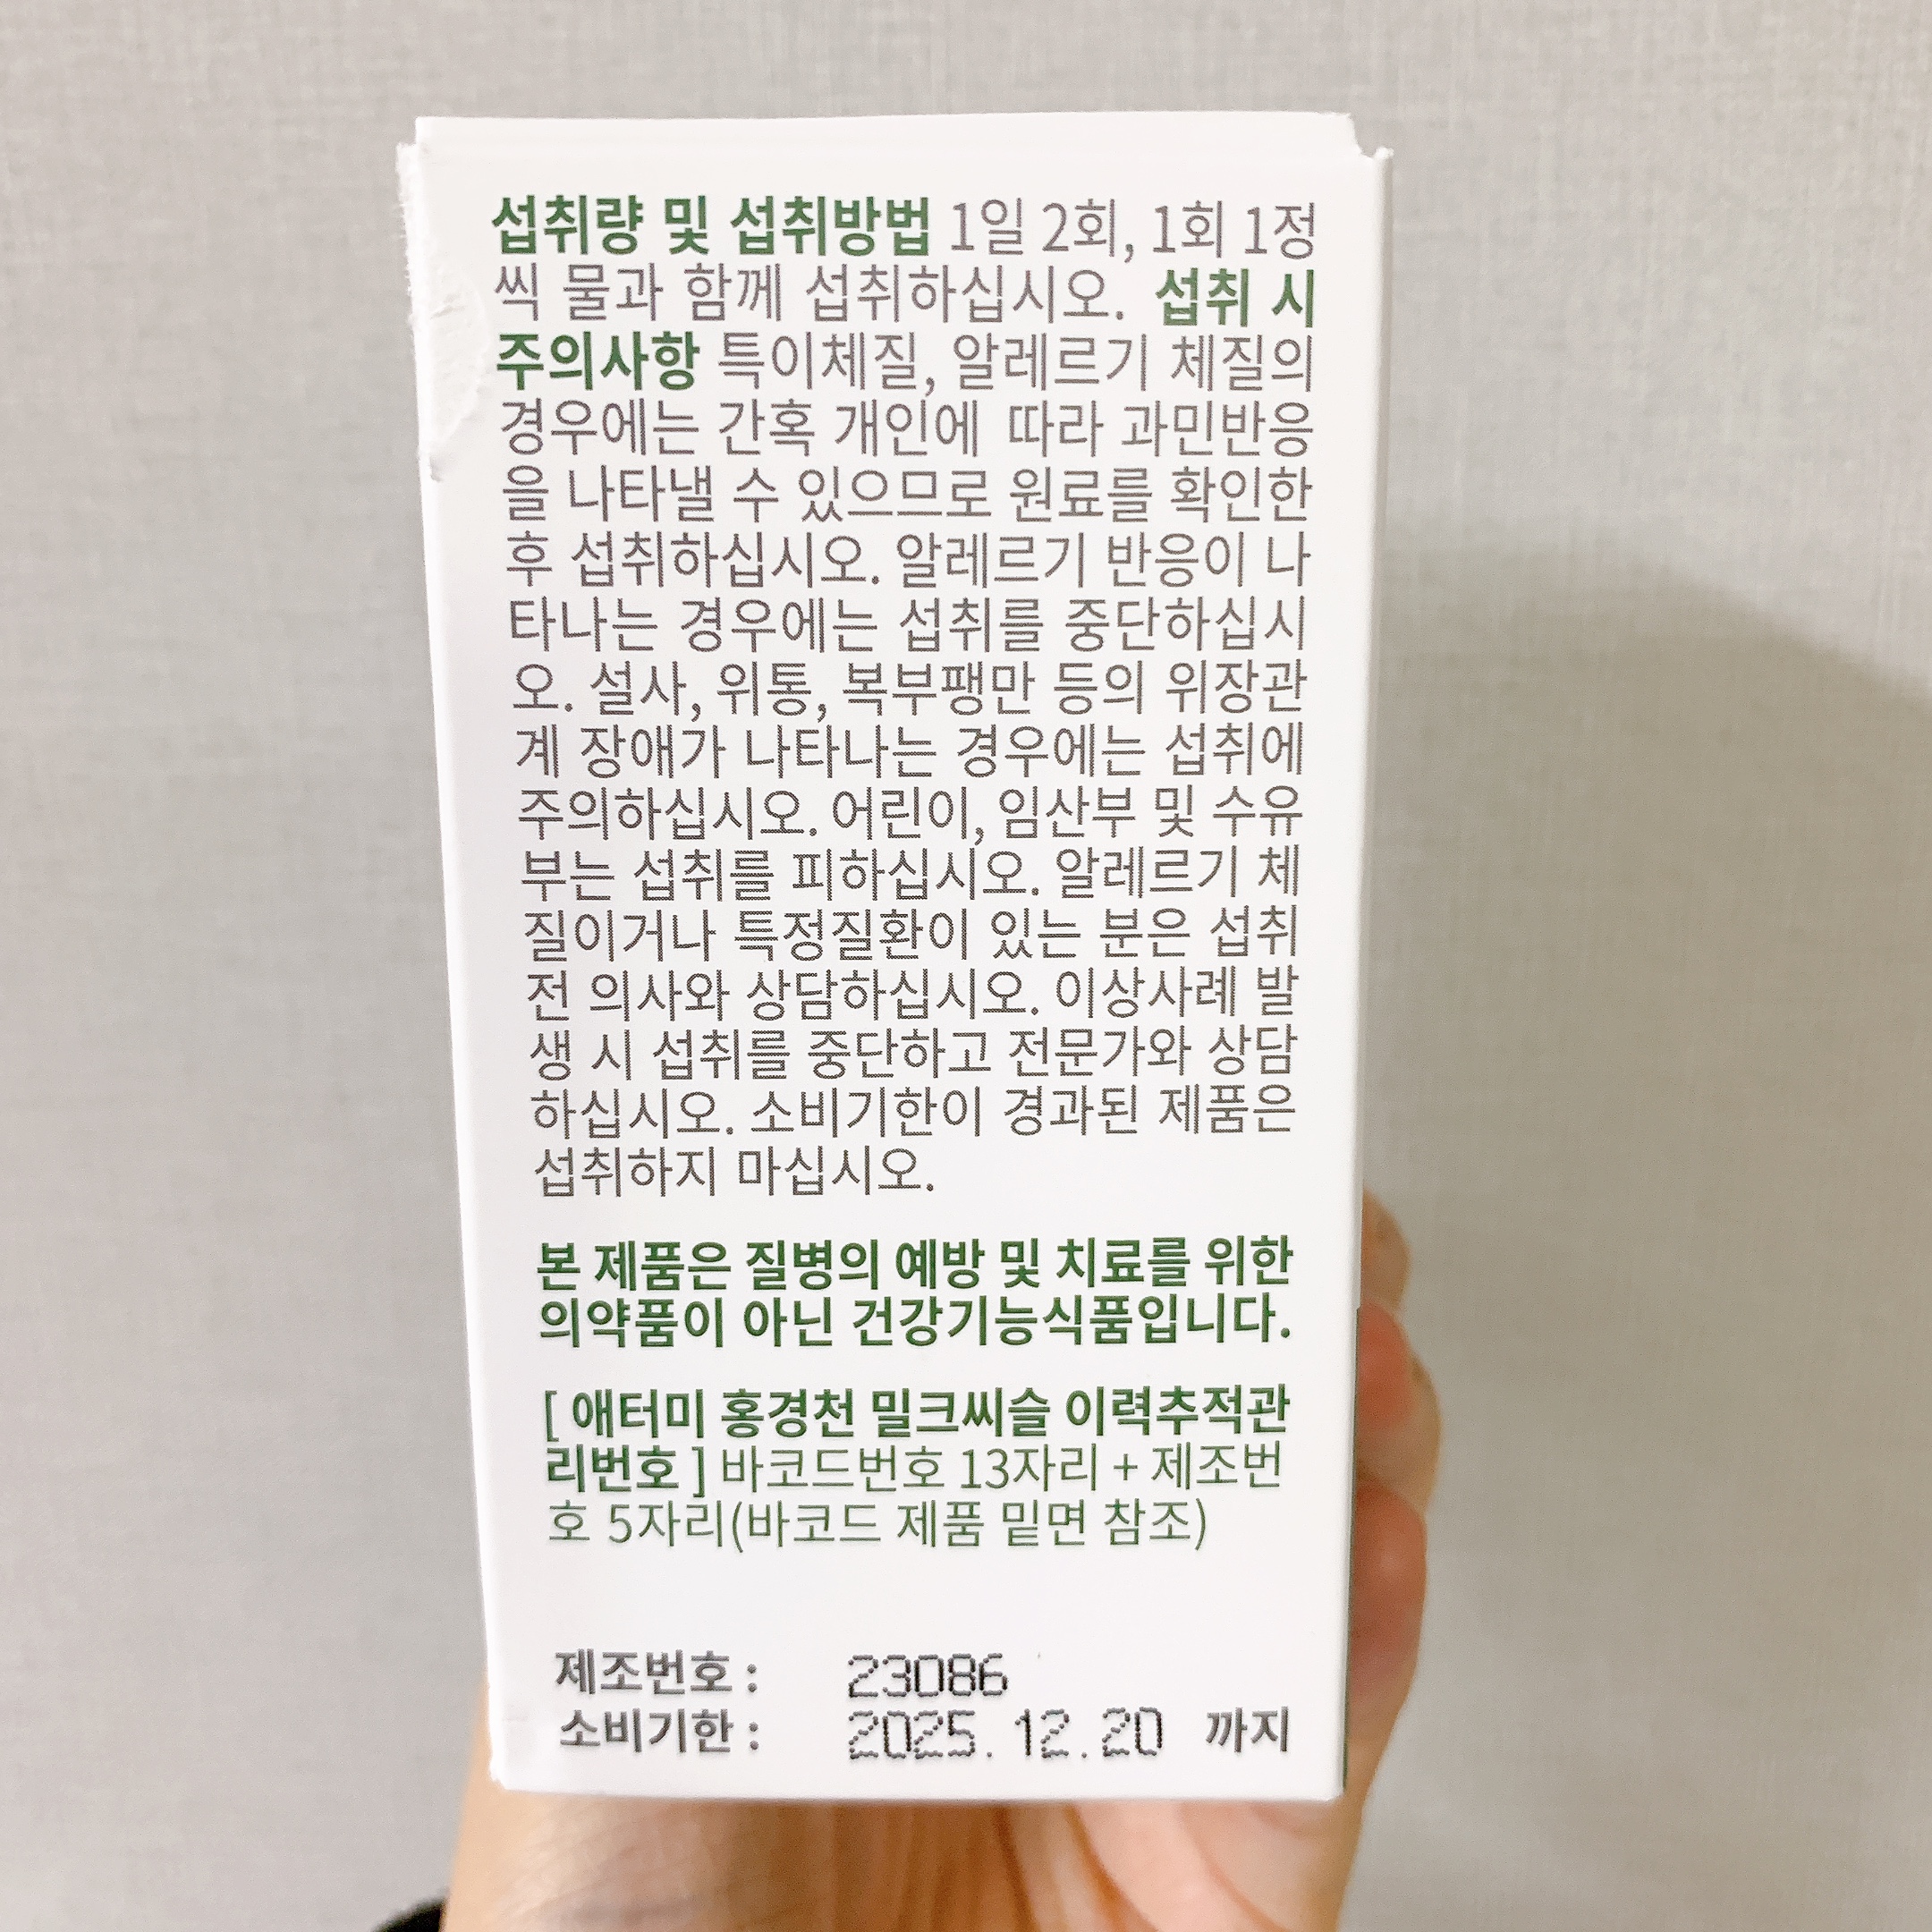 섭취량 및 섭취방법 1일 2회, 1회 1정
씩 물과 함께 섭취하십시오. 섭취 시
주의사항 특이체질, 알레르기 체질의
경우에는 간혹 개인에 따라 과민반응
을 나타낼 수 있으므로 원료를 확인한
후 섭취하십시오. 알레르기 반응이 나
타나는 경우에는 섭취를 중단하십시
오. 설사, 위통, 복부팽만 등의 위장관
계 장애가 나타나는 경우에는 섭취에
주의하십시오. 어린이, 임산부 및 수유
부는 섭취를 피하십시오. 알레르기 체
질이거나 특정질환이 있는 분은 섭취
전 의사와 상담하십시오. 이상사례 발
생 시 섭취를 중단하고 전문가와 상담
하십시오. 소비기한이 경과된 제품은
섭취하지 마십시오.
본 제품은 질병의 예방 및 치료를 위한
의약품이 아닌 건강기능식품입니다.
[ 애터미 홍경천 밀크씨슬 이력추적관
리번호 ] 바코드번호 13자리 + 제조번
호 5자리(바코드 제품 밑면 참조)
제조번호 : 23086
소비기한 : 2025.12.20 까지